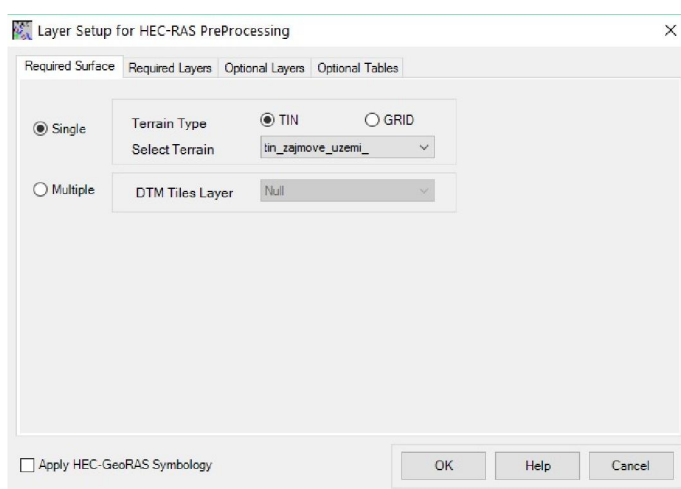 Layer Setup for HEC-RAS PreProcessing
Required Surface Required Layers Optional Layers Optional Tables
Single Terrain Type TIN GRID
Select Terrain tin_zajmove_uzemi_
Multiple DTM Tiles Layer Null
Apply HEC-GeoRAS Symbology OK Help Cancel